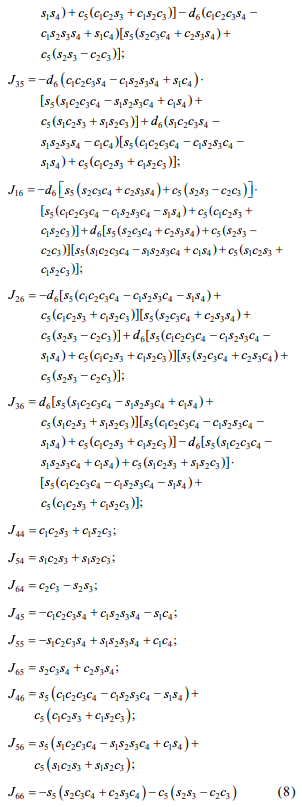 s₁s₄) + c₅(c₁c₂s₃ + c₁s₂c₃)] − d₆(c₁c₂c₃s₄ −
c₁s₂s₃s₄ + s₁c₄)[s₅(s₂c₃c₄ + c₂s₃s₄) +
c₅(s₂s₃ − c₂c₃)];
J₃₅ = −d₆(c₁c₂c₃s₄ − c₁s₂s₃s₄ + s₁c₄)·
[s₅(s₁c₂c₃c₄ − s₁s₂s₃c₄ + c₁s₄) +
c₅(s₁c₂s₃ + s₁s₂c₃)] + d₆(s₁c₂c₃s₄ −
s₁s₂s₃s₄ − c₁c₄)[s₅(c₁c₂c₃c₄ − c₁s₂s₃c₄ −
s₁s₄) + c₅(c₁c₂s₃ + c₁s₂c₃)];
J₁₆ = −d₆[s₅(s₂c₃c₄ + c₂s₃s₄) + c₅(s₂s₃ − c₂c₃)]·
[s₅(c₁c₂c₃c₄ − c₁s₂s₃c₄ − s₁s₄) + c₅(c₁c₂s₃ +
c₁s₂c₃)] + d₆[s₅(s₂c₃c₄ + c₂s₃s₄) + c₅(s₂s₃ −
c₂c₃)][s₅(s₁c₂c₃c₄ − s₁s₂s₃c₄ + c₁s₄) + c₅(s₁c₂s₃ +
s₁s₂c₃)];
J₂₆ = −d₆[s₅(c₁c₂c₃c₄ − c₁s₂s₃c₄ − s₁s₄) +
c₅(c₁c₂s₃ + c₁s₂c₃)][s₅(s₂c₃c₄ + c₂s₃s₄) +
c₅(s₂s₃ − c₂c₃)] + d₆[s₅(c₁c₂c₃c₄ − c₁s₂s₃c₄ −
s₁s₄) + c₅(c₁c₂s₃ + c₁s₂c₃)][s₅(s₂c₃c₄ + c₂s₃s₄) +
c₅(s₂s₃ − c₂c₃)];
J₃₆ = d₆[s₅(s₁c₂c₃c₄ − s₁s₂s₃c₄ + c₁s₄) +
c₅(s₁c₂s₃ + s₁s₂c₃)][s₅(c₁c₂c₃c₄ − c₁s₂s₃c₄ −
s₁s₄) + c₅(c₁c₂s₃ + c₁s₂c₃)] − d₆[s₅(s₁c₂c₃c₄ −
s₁s₂s₃c₄ + c₁s₄) + c₅(s₁c₂s₃ + s₁s₂c₃)]·
[s₅(c₁c₂c₃c₄ − c₁s₂s₃c₄ − s₁s₄) +
c₅(c₁c₂s₃ + c₁s₂c₃)];
J₄₄ = c₁c₂s₃ + c₁s₂c₃;
J₅₄ = s₁c₂s₃ + s₁s₂c₃;
J₆₄ = c₂c₃ − s₂s₃;
J₄₅ = −c₁c₂c₃s₄ + c₁s₂s₃s₄ − s₁c₄;
J₅₅ = −s₁c₂c₃s₄ + s₁s₂s₃s₄ + c₁c₄;
J₆₅ = s₂c₃s₄ + c₂s₃s₄;
J₄₆ = s₅(c₁c₂c₃c₄ − c₁s₂s₃c₄ − s₁s₄) +
c₅(c₁c₂s₃ + c₁s₂c₃);
J₅₆ = s₅(s₁c₂c₃c₄ − s₁s₂s₃c₄ + c₁s₄) +
c₅(s₁c₂s₃ + s₁s₂c₃);
J₆₆ = −s₅(s₂c₃c₄ + c₂s₃c₄) − c₅(s₂s₃ − c₂c₃) (8)